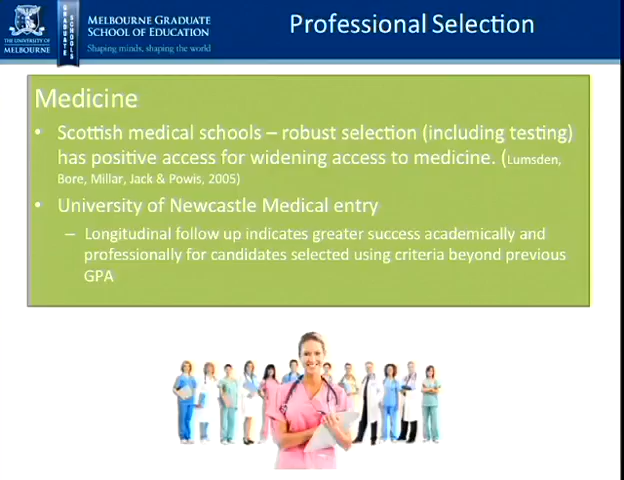 THE UNIVERSITY OF
MELBOURNE
GRADUATE
SCHOOLS
MELBOURNE GRADUATE
SCHOOL OF EDUCATION
Shaping minds, shaping the world
Professional Selection
Medicine
• Scottish medical schools – robust selection (including testing)
has positive access for widening access to medicine. (Lumsden,
Bore, Millar, Jack & Powis, 2005)
• University of Newcastle Medical entry
– Longitudinal follow up indicates greater success academically and
professionally for candidates selected using criteria beyond previous
GPA